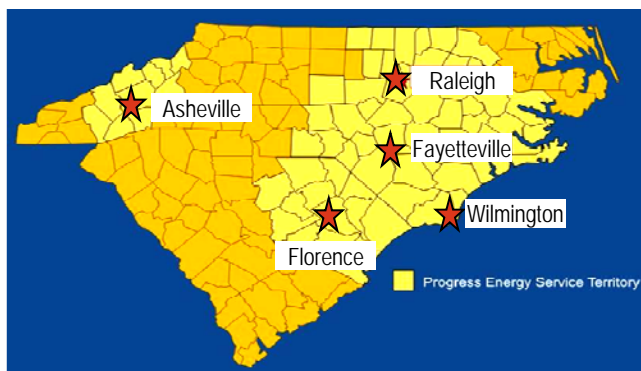 Raleigh
Asheville
Fayetteville
Wilmington
Florence
Progress Energy Service Territory